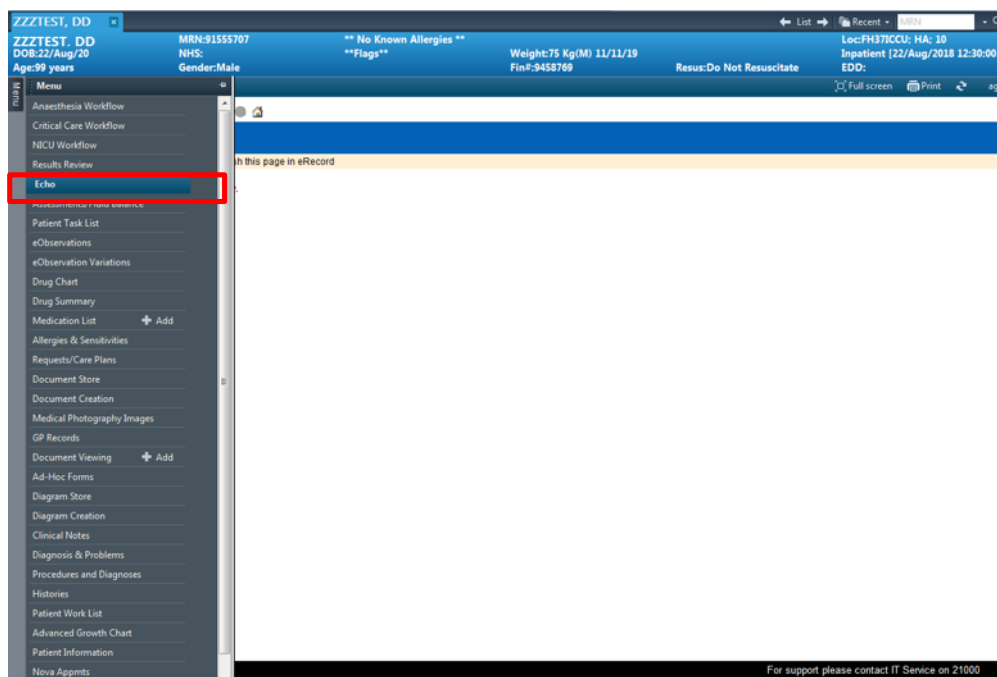 ZZZTEST, DD
List
Recent
MRN
ZZZTEST. DD
MRN:91555707
** No Known Allergies **
Loc:FH37ICCU; HA; 10
DOB:22/Aug/20
NHS:
**Flags**
Weight:75 Kg(M) 11/11/19
Inpatient [22/Aug/2018 12:30:00
Age:99 years
Gender:Male
Fin#:9458769
Resus:Do Not Resuscitate
EDD:
Menu
Menu
Full screen
Print
ag
Anaesthesia Workflow
Critical Care Workflow
NICU Workflow
Results Review
sh this page in eRecord
Echo
Assessments/Fluid Balance
Patient Task List
eObservations
eObservation Variations
Drug Chart
Drug Summary
Medication List + Add
Allergies & Sensitivities
Requests/Care Plans
Document Store
Document Creation
Medical Photography Images
GP Records
Document Viewing + Add
Ad-Hoc Forms
Diagram Store
Diagram Creation
Clinical Notes
Diagnosis & Problems
Procedures and Diagnoses
Histories
Patient Work List
Advanced Growth Chart
Patient Information
Nova Appmts
For support please contact IT Service on 21000